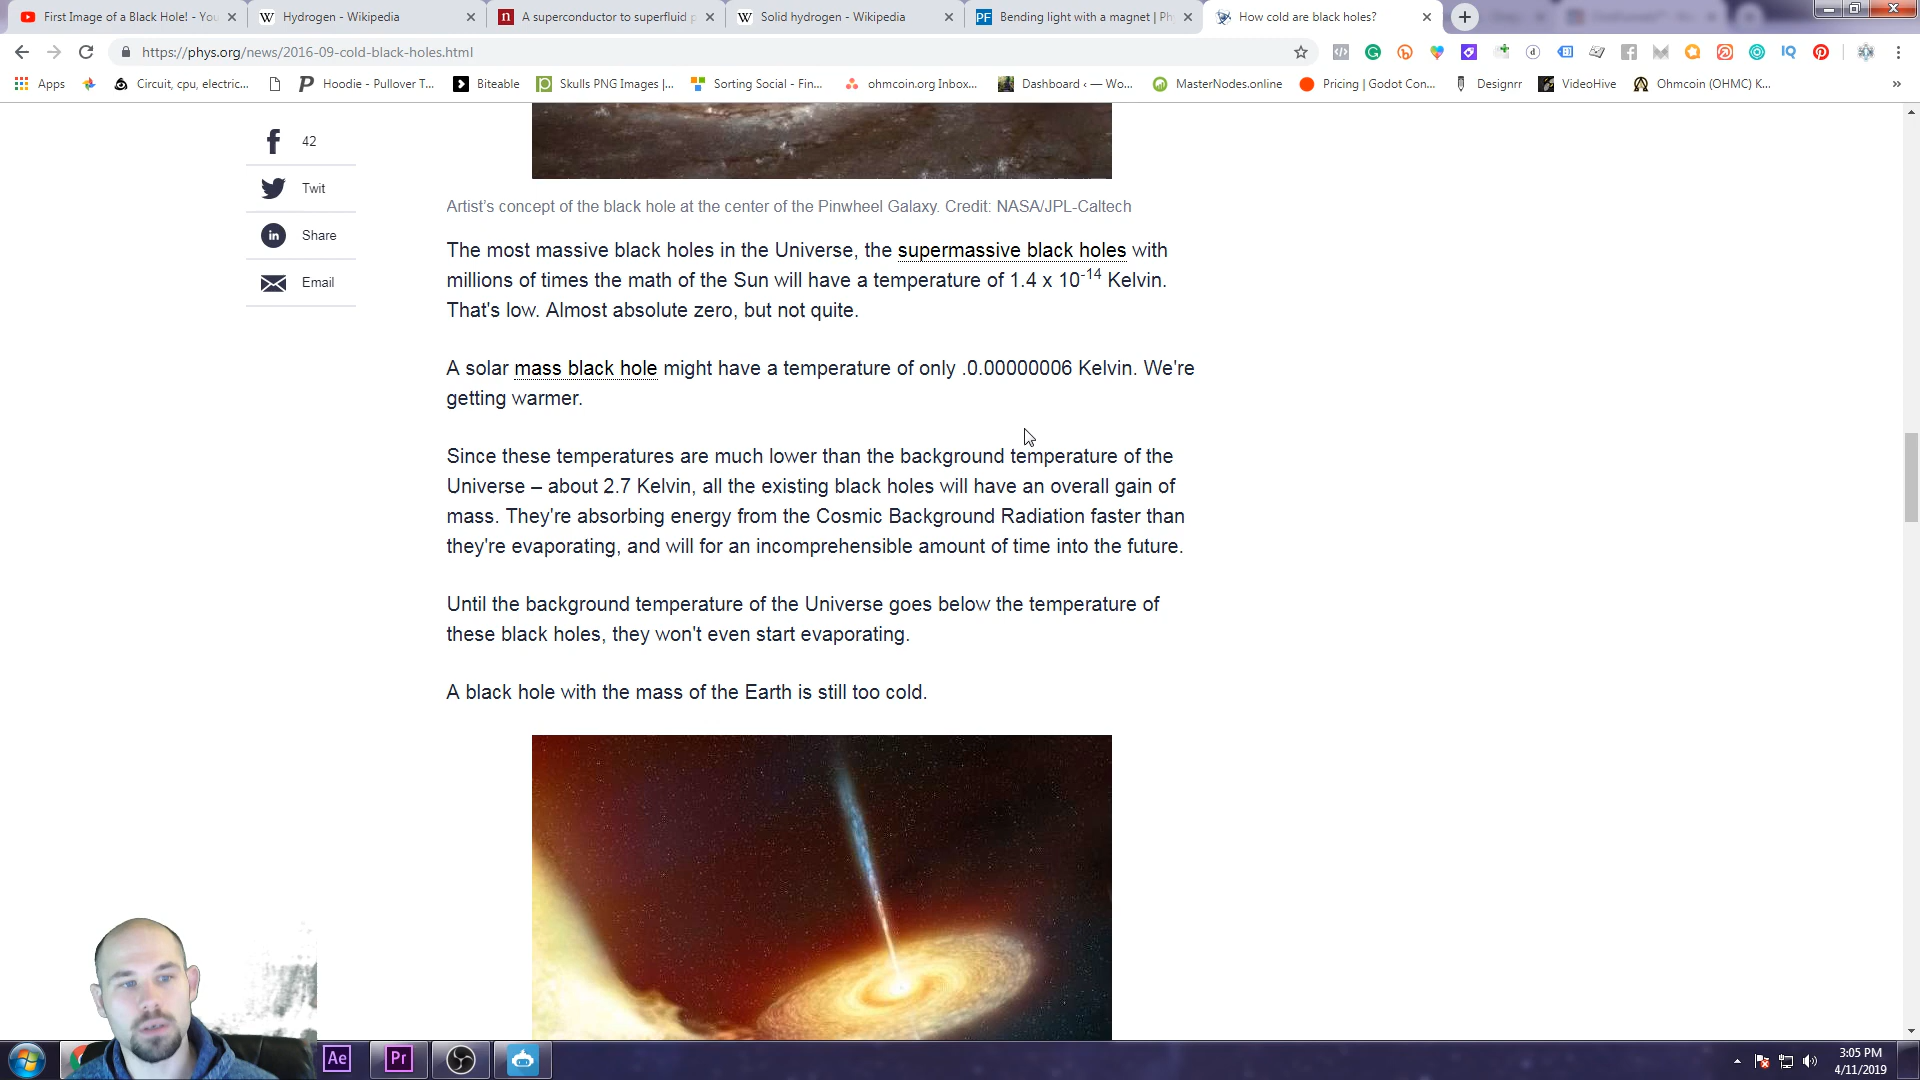 First Image of a Black Hole! - You
Hydrogen - Wikipedia
A superconductor to superfluid p
Solid hydrogen - Wikipedia
Bending light with a magnet | Ph
How cold are black holes?
https://phys.org/news/2016-09-cold-black-holes.html
Apps
Circuit, cpu, electric...
Hoodie - Pullover T...
Biteable
Skulls PNG Images |...
Sorting Social - Fin...
ohmcoin.org Inbox...
Dashboard ‹ — Wo...
MasterNodes.online
Pricing | Godot Con...
Designrr
VideoHive
Ohmcoin (OHMC) K...
42
Twit
Share
Email
Artist's concept of the black hole at the center of the Pinwheel Galaxy. Credit: NASA/JPL-Caltech
The most massive black holes in the Universe, the supermassive black holes with
millions of times the math of the Sun will have a temperature of 1.4 x 10-14 Kelvin.
That's low. Almost absolute zero, but not quite.
A solar mass black hole might have a temperature of only .0.00000006 Kelvin. We're
getting warmer.
Since these temperatures are much lower than the background temperature of the
Universe – about 2.7 Kelvin, all the existing black holes will have an overall gain of
mass. They're absorbing energy from the Cosmic Background Radiation faster than
they're evaporating, and will for an incomprehensible amount of time into the future.
Until the background temperature of the Universe goes below the temperature of
these black holes, they won't even start evaporating.
A black hole with the mass of the Earth is still too cold.
Ae
Pr
3:05 PM
4/11/2019